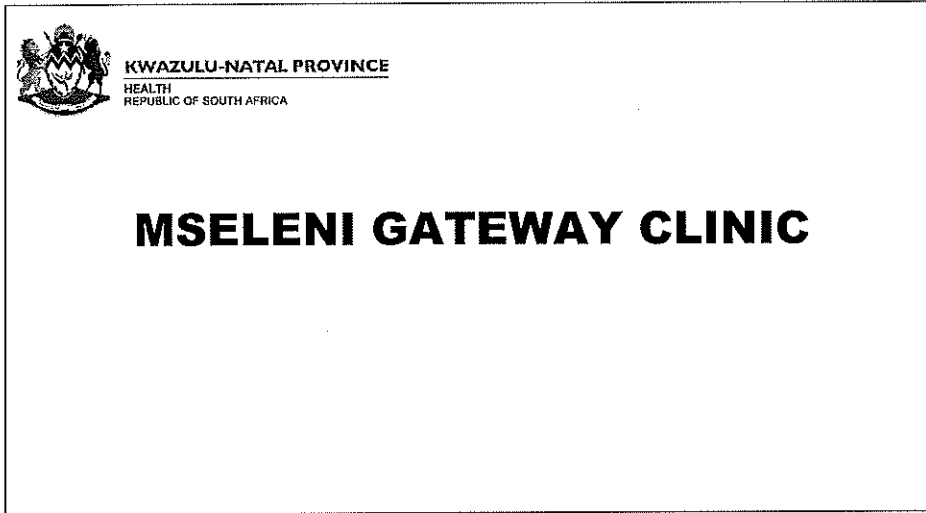 KWAZULU-NATAL PROVINCE
HEALTH
REPUBLIC OF SOUTH AFRICA
MSELENI GATEWAY CLINIC